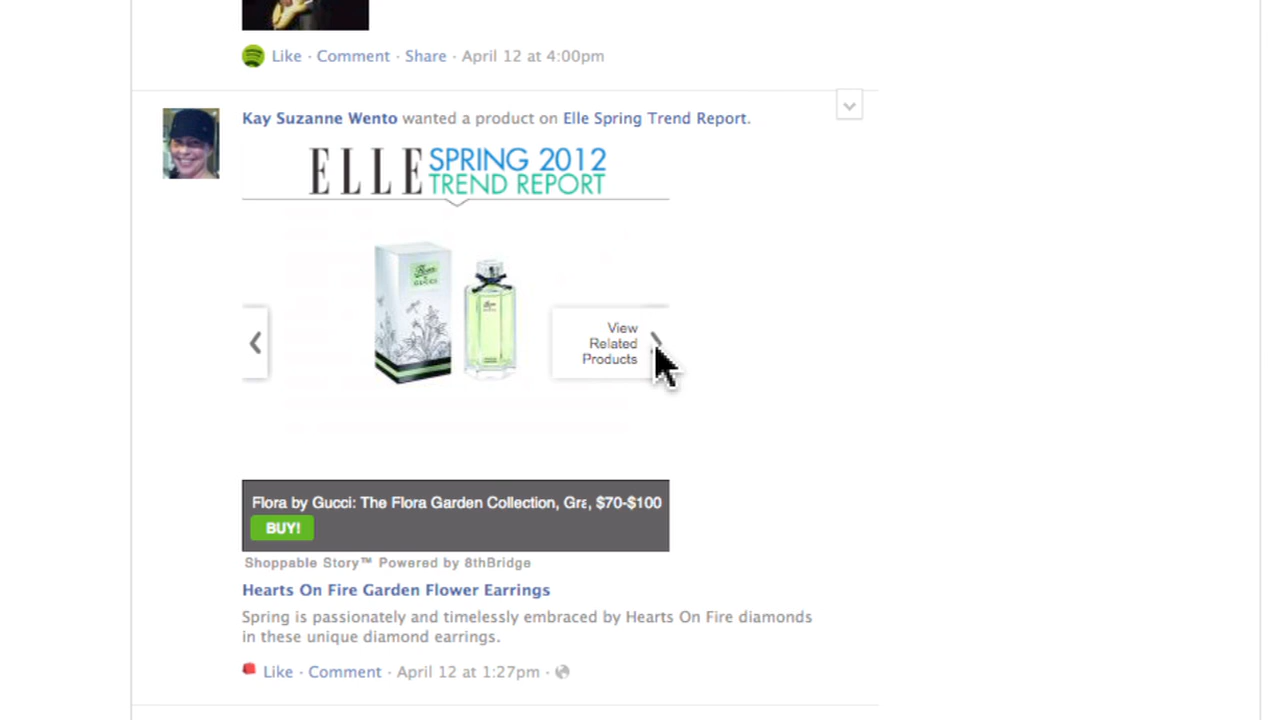 Like · Comment · Share · April 12 at 4:00pm
Kay Suzanne Wento wanted a product on Elle Spring Trend Report.
ELLE SPRING 2012
TREND REPORT
Flora
GUCCI
View
Related
Products
Flora by Gucci: The Flora Garden Collection, Gra, $70-$100
BUY!
Shoppable Story™ Powered by 8thBridge
Hearts On Fire Garden Flower Earrings
Spring is passionately and timelessly embraced by Hearts On Fire diamonds
in these unique diamond earrings.
Like · Comment · April 12 at 1:27pm ·